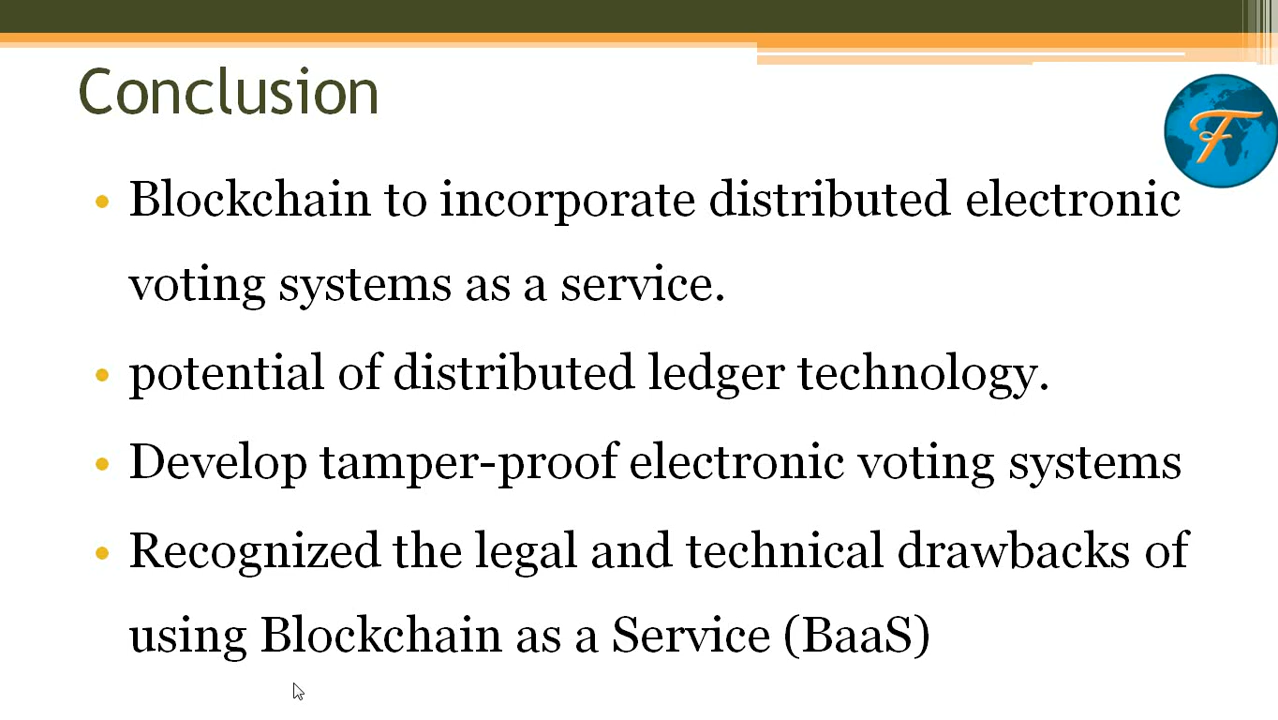 Conclusion
• Blockchain to incorporate distributed electronic
voting systems as a service.
• potential of distributed ledger technology.
• Develop tamper-proof electronic voting systems
• Recognized the legal and technical drawbacks of
using Blockchain as a Service (BaaS)
F